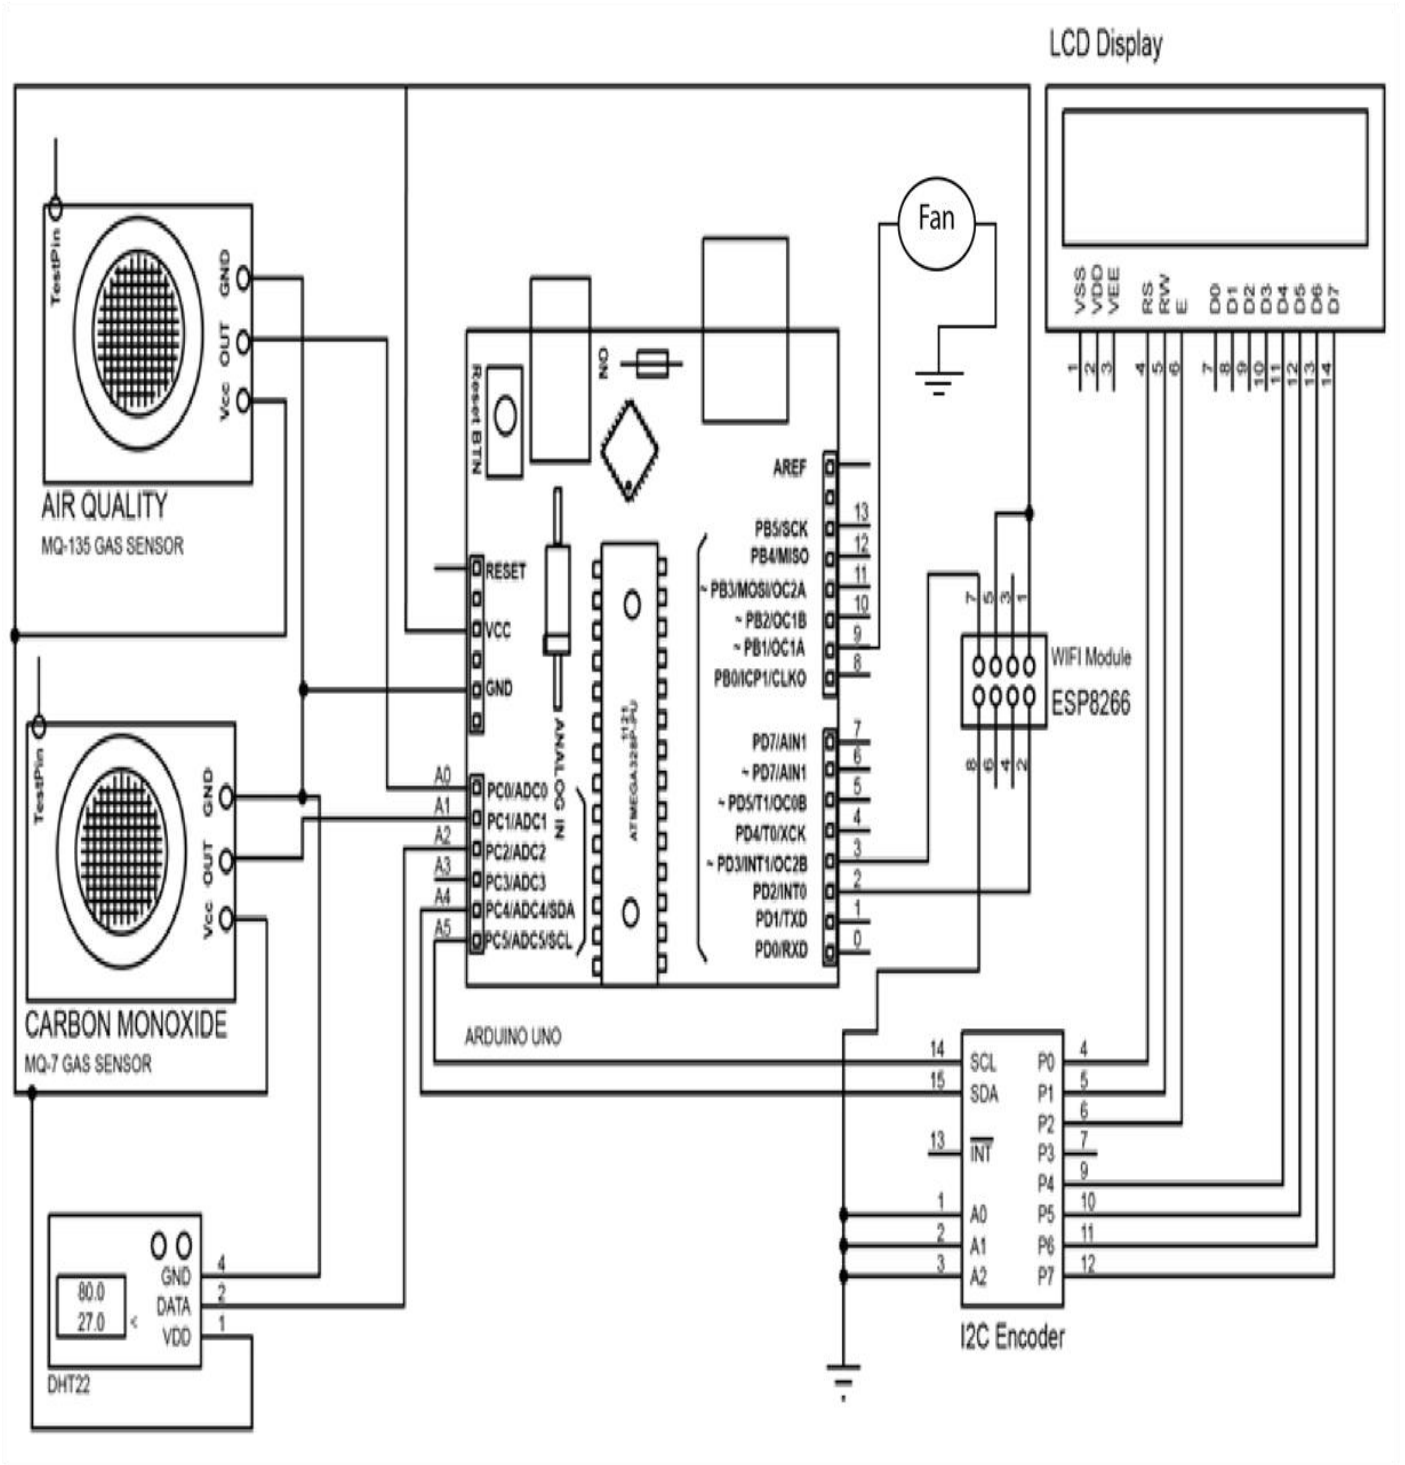 LCD Display
Fan
TestPin
GND
OUT
Vcc
AIR QUALITY
MQ-135 GAS SENSOR
VSS
VDD
VEE
RS
RW
E
D0
D1
D2
D3
D4
D5
D6
D7
1
2
3
4
5
6
7
8
9
10
11
12
13
14
Reset BTN
ON
RESET
VCC
GND
ANALOG IN
ATMEGA328P-PU
1121
AREF
PB5/SCK
13
PB4/MISO
12
~ PB3/MOSI/OC2A
11
~ PB2/OC1B
10
~ PB1/OC1A
9
PB0/ICP1/CLKO
8
PD7/AIN1
7
~ PD7/AIN1
6
~ PD5/T1/OC0B
5
PD4/T0/XCK
4
~ PD3/INT1/OC2B
3
PD2/INT0
2
PD1/TXD
1
PD0/RXD
0
A0
PC0/ADC0
A1
PC1/ADC1
A2
PC2/ADC2
A3
PC3/ADC3
A4
PC4/ADC4/SDA
A5
PC5/ADC5/SCL
ARDUINO UNO
7
5
3
1
WIFI Module
ESP8266
8
6
4
2
TestPin
GND
OUT
Vcc
CARBON MONOXIDE
MQ-7 GAS SENSOR
14
SCL
P0
4
15
SDA
P1
5
P2
6
13
INT
P3
7
P4
9
1
A0
P5
10
2
A1
P6
11
3
A2
P7
12
I2C Encoder
80.0
27.0
<
GND
4
DATA
2
VDD
1
DHT22